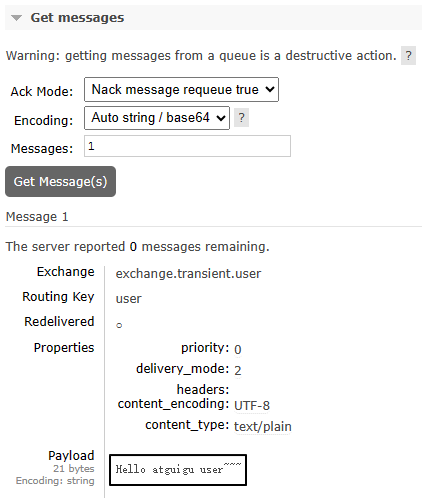 Get messages
Warning: getting messages from a queue is a destructive action. ?
Ack Mode: Nack message requeue true
Encoding: Auto string / base64 ?
Messages: 1
Get Message(s)
Message 1
The server reported 0 messages remaining.
Exchange exchange.transient.user
Routing Key user
Redelivered ○
Properties priority: 0
delivery_mode: 2
headers:
content_encoding: UTF-8
content_type: text/plain
Payload
21 bytes
Encoding: string
Hello atguigu user~~~